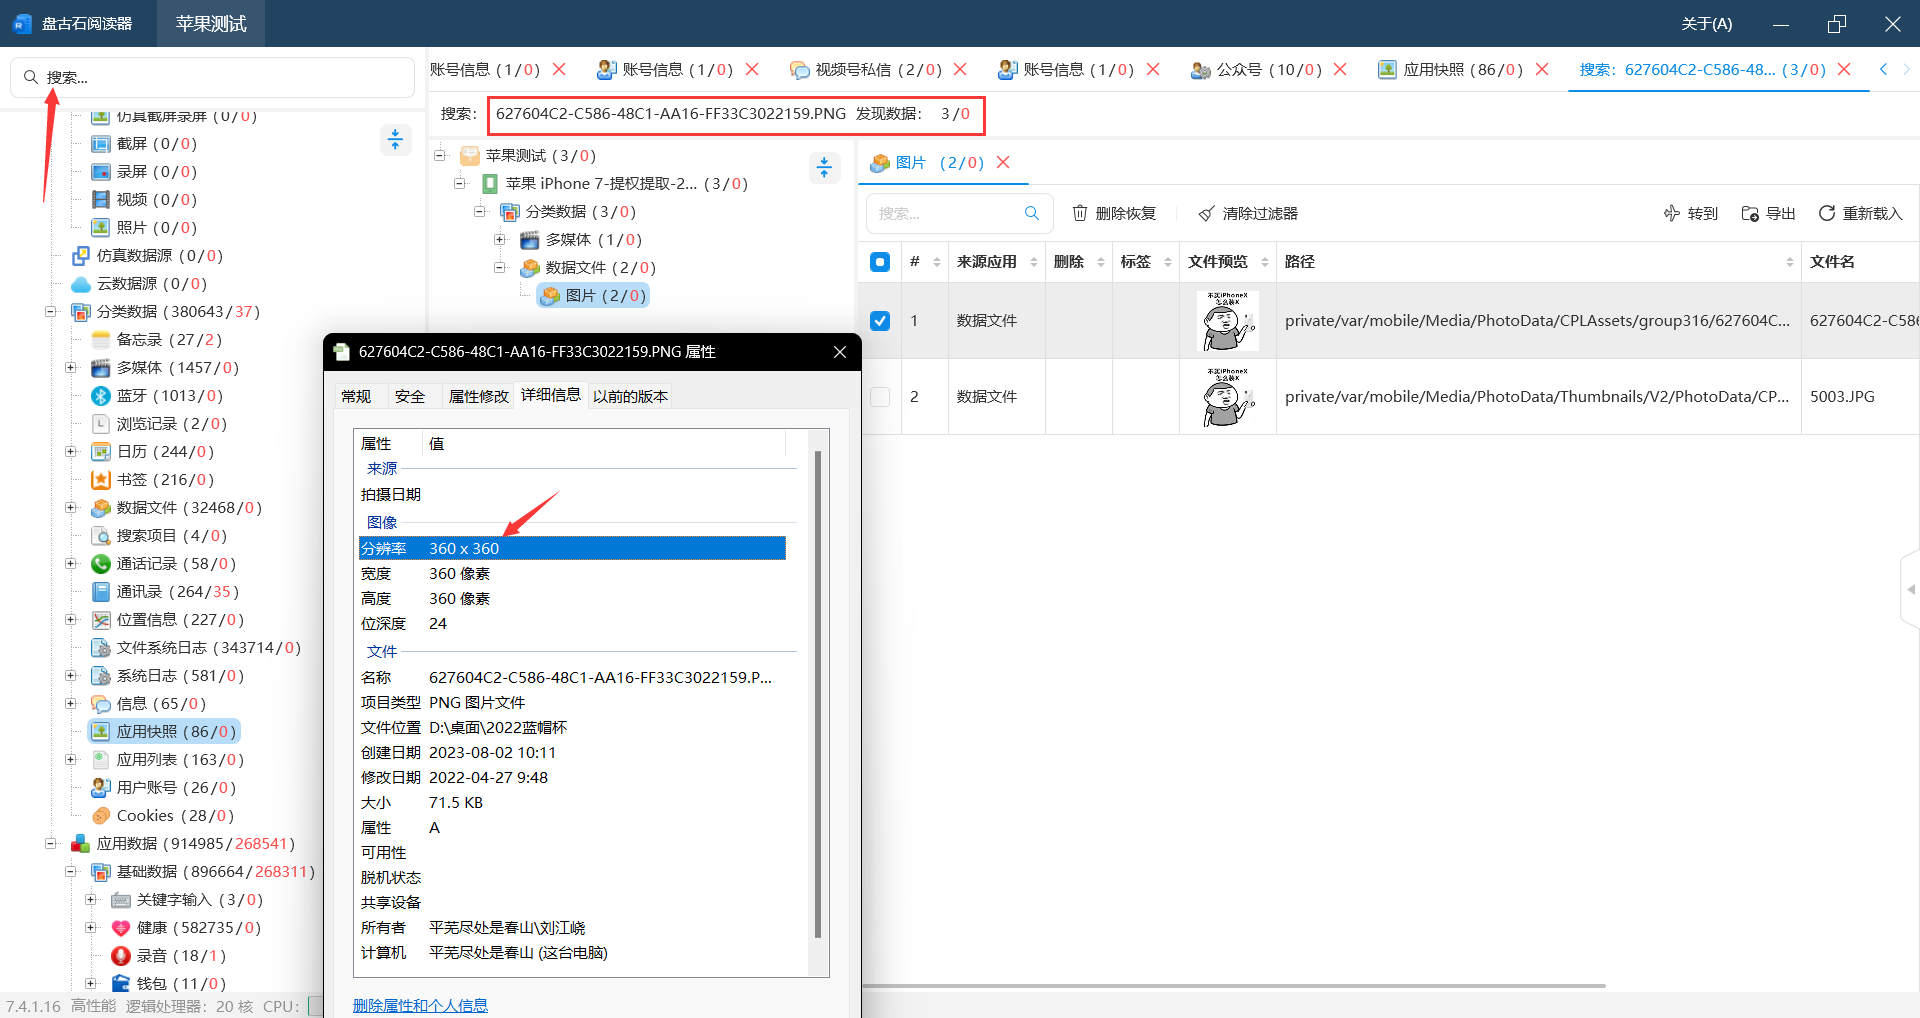 盘古石阅读器
苹果测试
关于(A)
搜索...
账号信息 (1/0)
账号信息 (1/0)
视频号私信 (2/0)
账号信息 (1/0)
公众号 (10/0)
应用快照 (86/0)
搜索：627604C2-C586-48... (3/0)
搜索：
627604C2-C586-48C1-AA16-FF33C3022159.PNG 发现数据： 3/0
仿真截屏录屏 (0/0)
截屏 (0/0)
录屏 (0/0)
视频 (0/0)
照片 (0/0)
仿真数据源 (0/0)
云数据源 (0/0)
分类数据 (380643/37)
备忘录 (27/2)
多媒体 (1457/0)
蓝牙 (1013/0)
浏览记录 (2/0)
日历 (244/0)
书签 (216/0)
数据文件 (32468/0)
搜索项目 (4/0)
通话记录 (58/0)
通讯录 (264/35)
位置信息 (227/0)
文件系统日志 (343714/0)
系统日志 (581/0)
信息 (65/0)
应用快照 (86/0)
应用列表 (163/0)
用户账号 (26/0)
Cookies (28/0)
应用数据 (914985/268541)
基础数据 (896664/268311)
关键字输入 (3/0)
健康 (582735/0)
录音 (18/1)
钱包 (11/0)
7.4.1.16 高性能 逻辑处理器：20 核 CPU：
苹果测试 (3/0)
苹果 iPhone 7-提权提取-2... (3/0)
分类数据 (3/0)
多媒体 (1/0)
数据文件 (2/0)
图片 (2/0)
图片 (2/0)
搜索...
删除恢复
清除过滤器
转到
导出
重新载入
# 来源应用 删除 标签 文件预览 路径 文件名
不买iPhoneX
怎么装X
1 数据文件 private/var/mobile/Media/PhotoData/CPLAssets/group316/627604C... 627604C2-C586
不买iPhoneX
怎么装X
2 数据文件 private/var/mobile/Media/PhotoData/Thumbnails/V2/PhotoData/CP... 5003.JPG
627604C2-C586-48C1-AA16-FF33C3022159.PNG 属性
常规 安全 属性修改 详细信息 以前的版本
属性 值
来源
拍摄日期
图像
分辨率 360 x 360
宽度 360 像素
高度 360 像素
位深度 24
文件
名称 627604C2-C586-48C1-AA16-FF33C3022159.P...
项目类型 PNG 图片文件
文件位置 D:\桌面\2022蓝帽杯
创建日期 2023-08-02 10:11
修改日期 2022-04-27 9:48
大小 71.5 KB
属性 A
可用性
脱机状态
共享设备
所有者 平芜尽处是春山\刘江峣
计算机 平芜尽处是春山 (这台电脑)
删除属性和个人信息